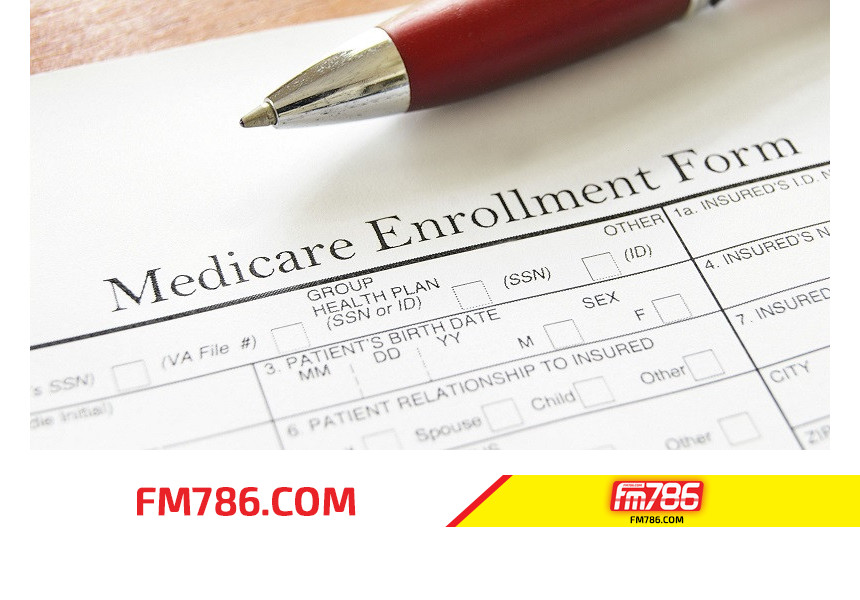 Medicare Enrollment Form
OTHER
1a. INSURED'S I.D.
GROUP
HEALTH PLAN
(SSN or ID)
(SSN)
(ID)
(VA File #)
's SSN)
4. INSURED'S
3. PATIENT'S BIRTH DATE
MM
DD
YY
SEX
M
F
7. INSURED
6. PATIENT RELATIONSHIP TO INSURED
Spouse
Child
Other
CITY
Other
ZIP
FM786.COM
fm786
FM786.COM